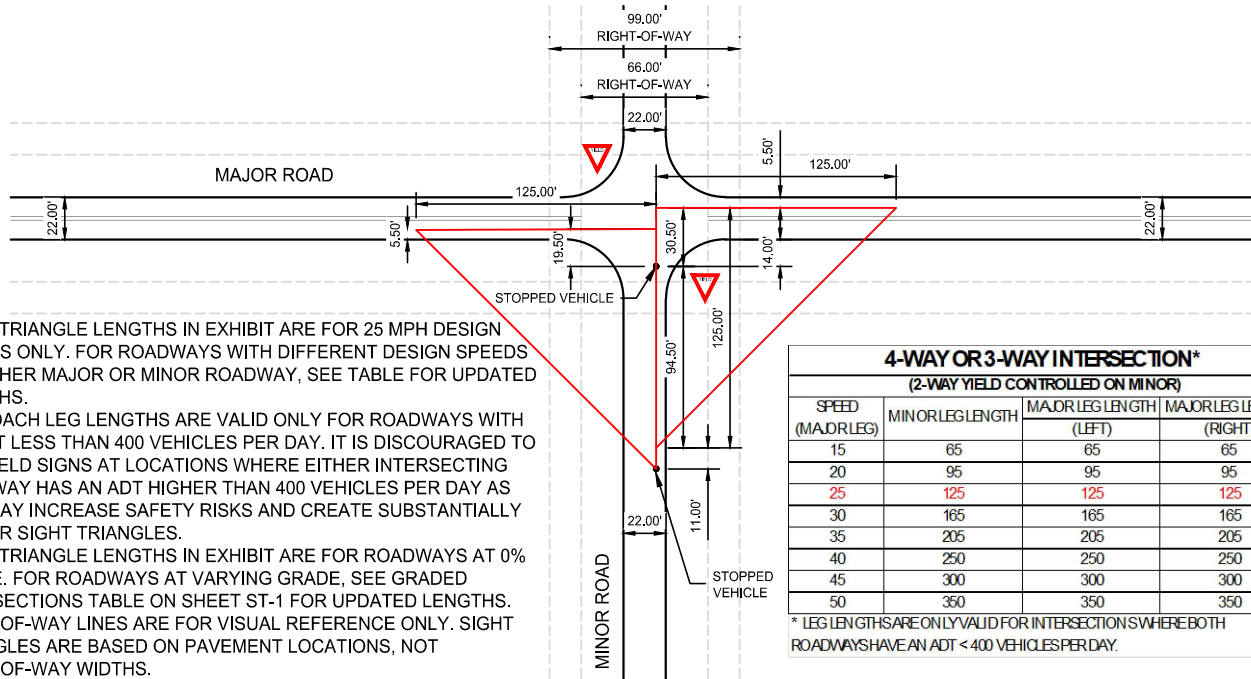 99.00'
RIGHT-OF-WAY
66.00'
RIGHT-OF-WAY
22.00'
5.50'
125.00'
MAJOR ROAD
125.00'
22.00'
5.50'
19.50'
30.50'
14.00'
22.00'
STOPPED VEHICLE
94.50'
125.00'
22.00'
11.00'
STOPPED
VEHICLE
MINOR ROAD
TRIANGLE LENGTHS IN EXHIBIT ARE FOR 25 MPH DESIGN
S ONLY. FOR ROADWAYS WITH DIFFERENT DESIGN SPEEDS
HER MAJOR OR MINOR ROADWAY, SEE TABLE FOR UPDATED
HS.
OACH LEG LENGTHS ARE VALID ONLY FOR ROADWAYS WITH
T LESS THAN 400 VEHICLES PER DAY. IT IS DISCOURAGED TO
ELD SIGNS AT LOCATIONS WHERE EITHER INTERSECTING
WAY HAS AN ADT HIGHER THAN 400 VEHICLES PER DAY AS
AY INCREASE SAFETY RISKS AND CREATE SUBSTANTIALLY
R SIGHT TRIANGLES.
TRIANGLE LENGTHS IN EXHIBIT ARE FOR ROADWAYS AT 0%
E. FOR ROADWAYS AT VARYING GRADE, SEE GRADED
SECTIONS TABLE ON SHEET ST-1 FOR UPDATED LENGTHS.
OF-WAY LINES ARE FOR VISUAL REFERENCE ONLY. SIGHT
GLES ARE BASED ON PAVEMENT LOCATIONS, NOT
OF-WAY WIDTHS.
4-WAY OR 3-WAY INTERSECTION*
(2-WAY YIELD CONTROLLED ON MINOR)
SPEED (MAJOR LEG) MINOR LEG LENGTH MAJOR LEG LENGTH (LEFT) MAJOR LEG LE (RIGHT
15 65 65 65
20 95 95 95
25 125 125 125
30 165 165 165
35 205 205 205
40 250 250 250
45 300 300 300
50 350 350 350
* LEG LENGTHS ARE ONLY VALID FOR INTERSECTIONS WHERE BOTH
ROADWAYS HAVE AN ADT < 400 VEHICLES PER DAY.